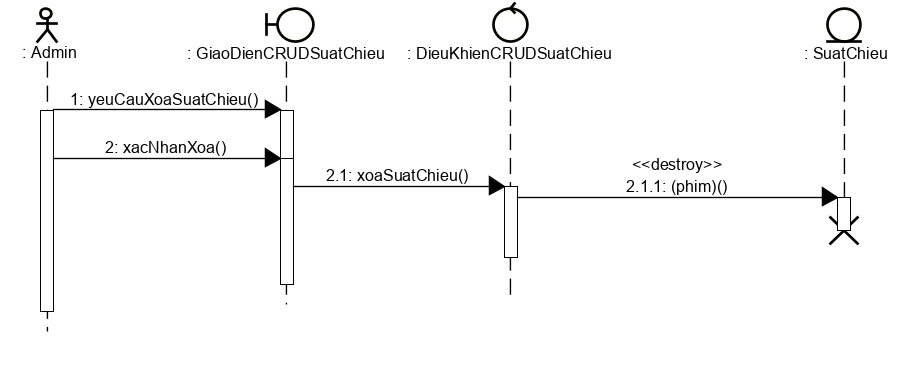 : Admin
: GiaoDienCRUDSuatChieu
: DieuKhienCRUDSuatChieu
: SuatChieu
1: yeuCauXoaSuatChieu()
2: xacNhanXoa()
2.1: xoaSuatChieu()
<<destroy>>
2.1.1: (phim)()